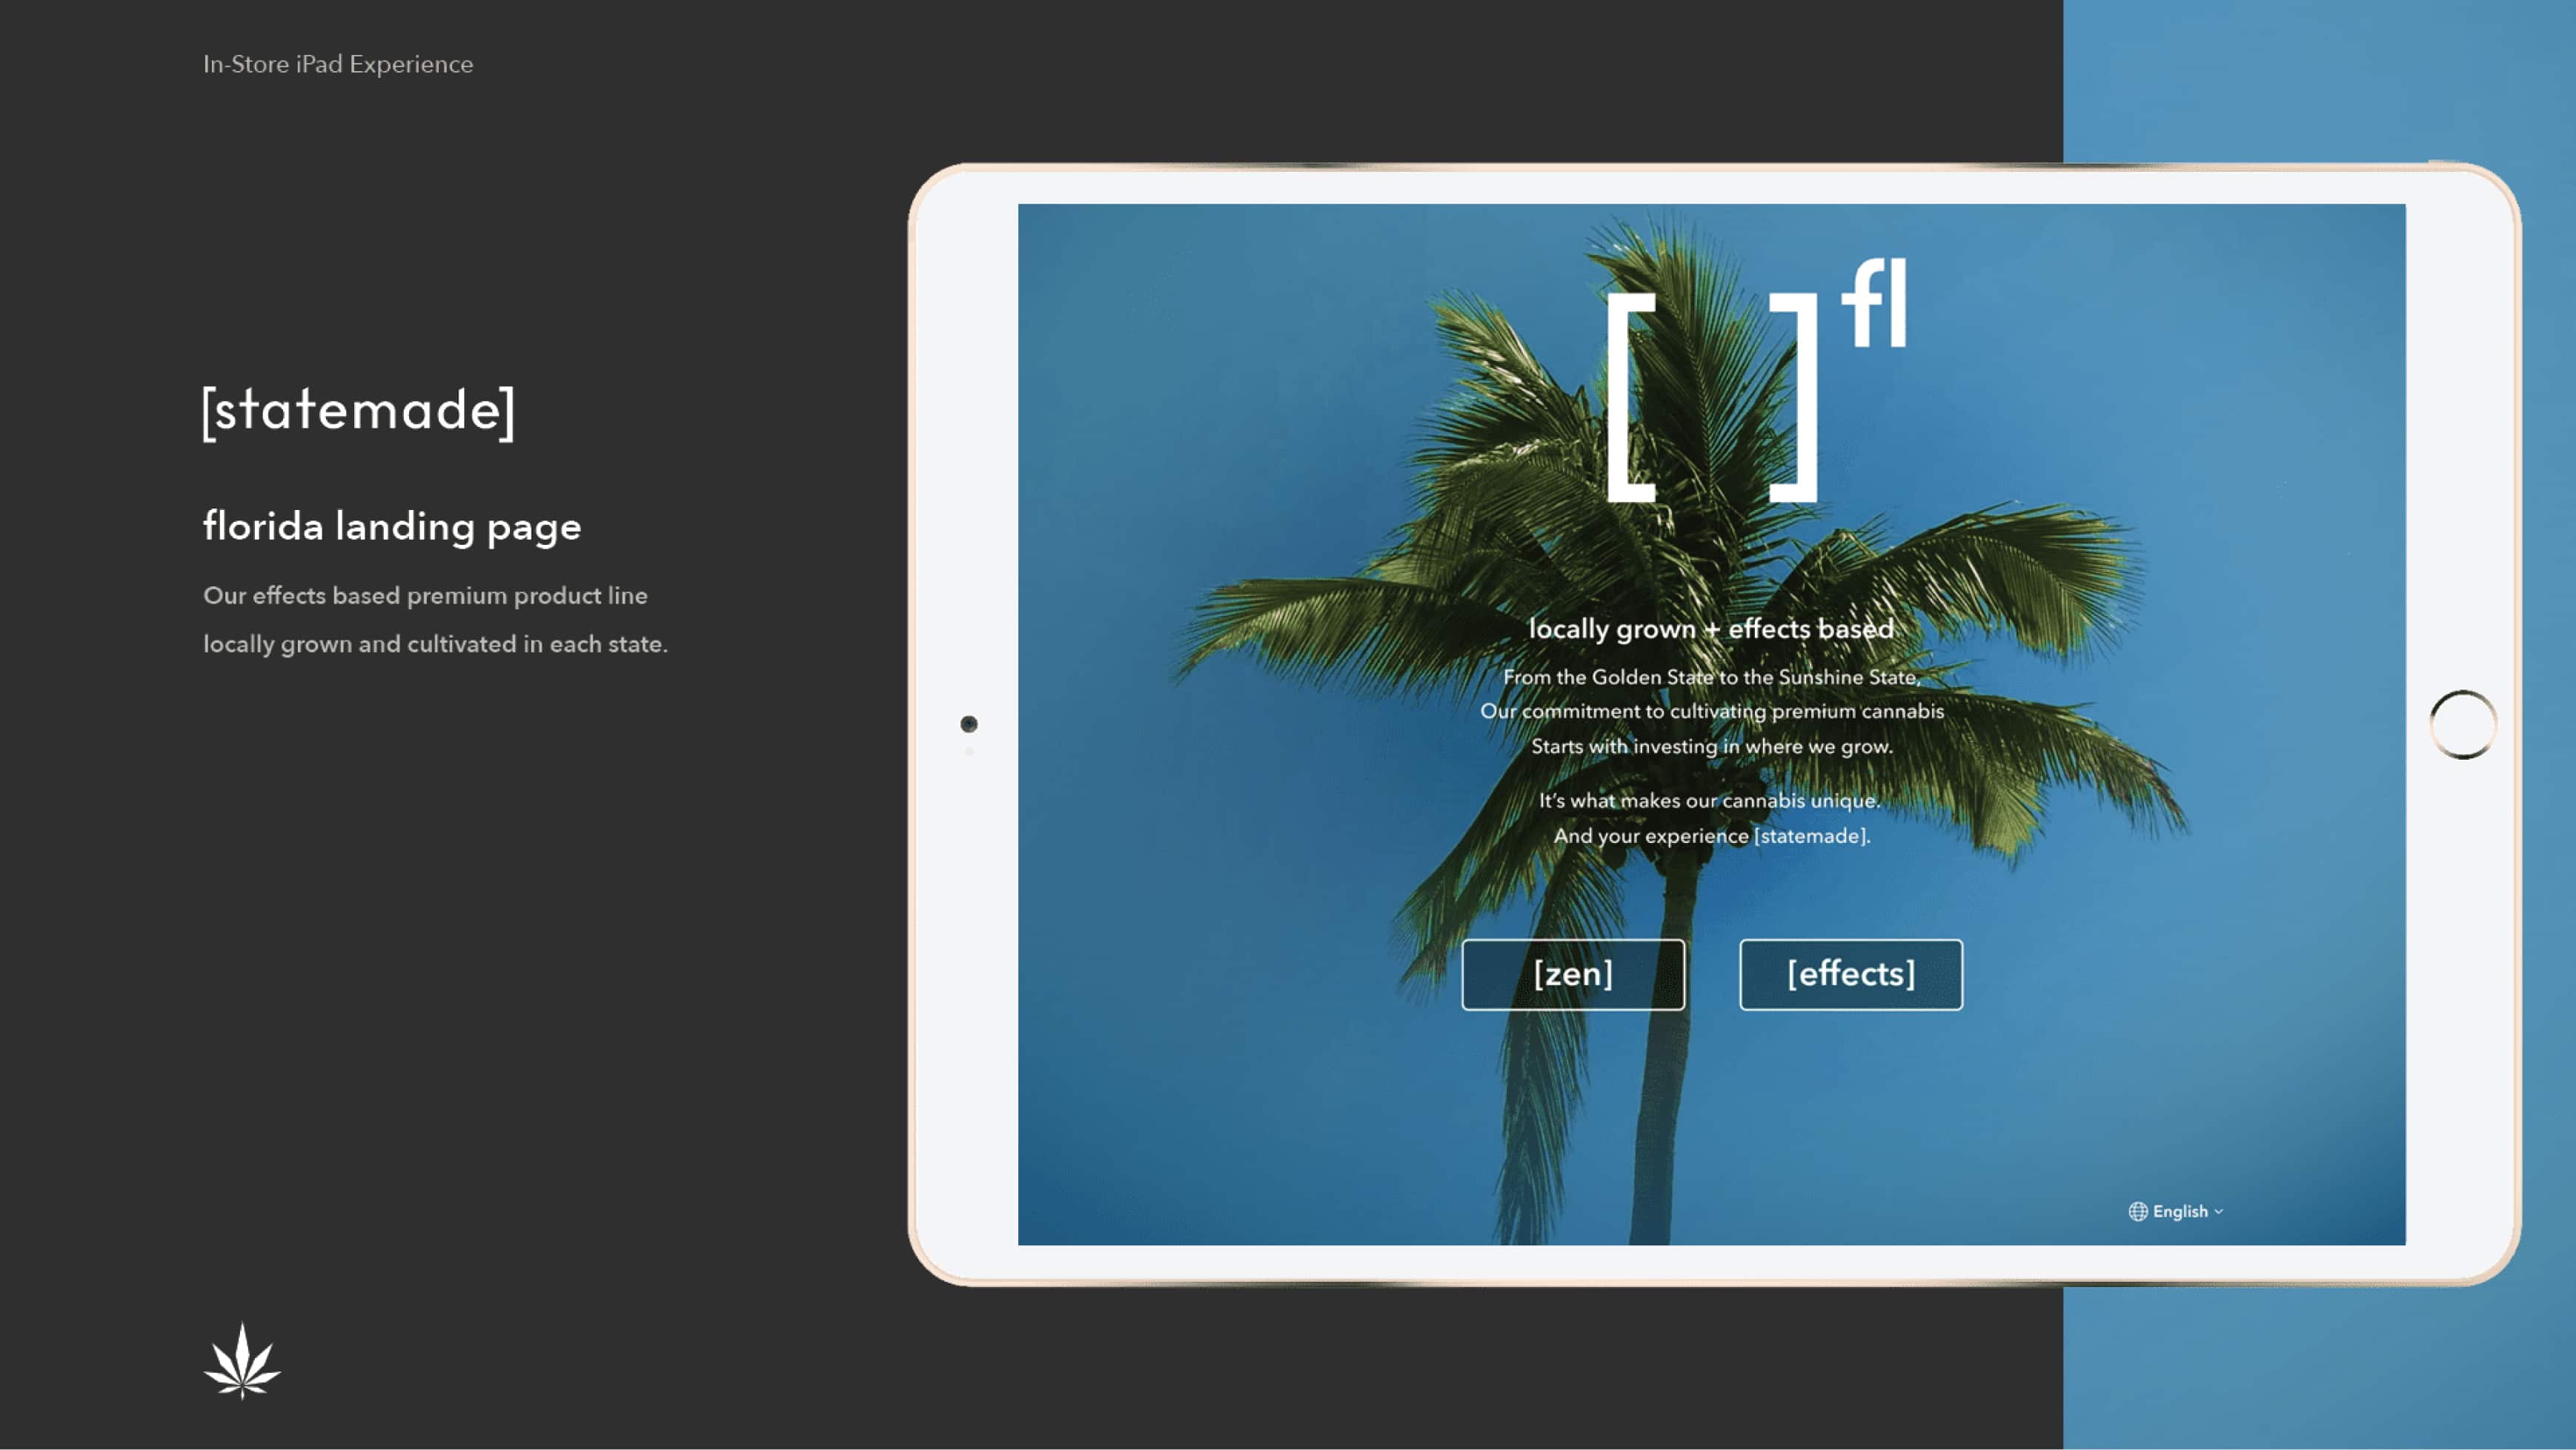 In-Store iPad Experience
[statemade]
florida landing page
Our effects based premium product line
locally grown and cultivated in each state.
[ ] fl
locally grown + effects based
From the Golden State to the Sunshine State,
Our commitment to cultivating premium cannabis
Starts with investing in where we grow.
It’s what makes our cannabis unique.
And your experience [statemade].
[zen]
[effects]
English